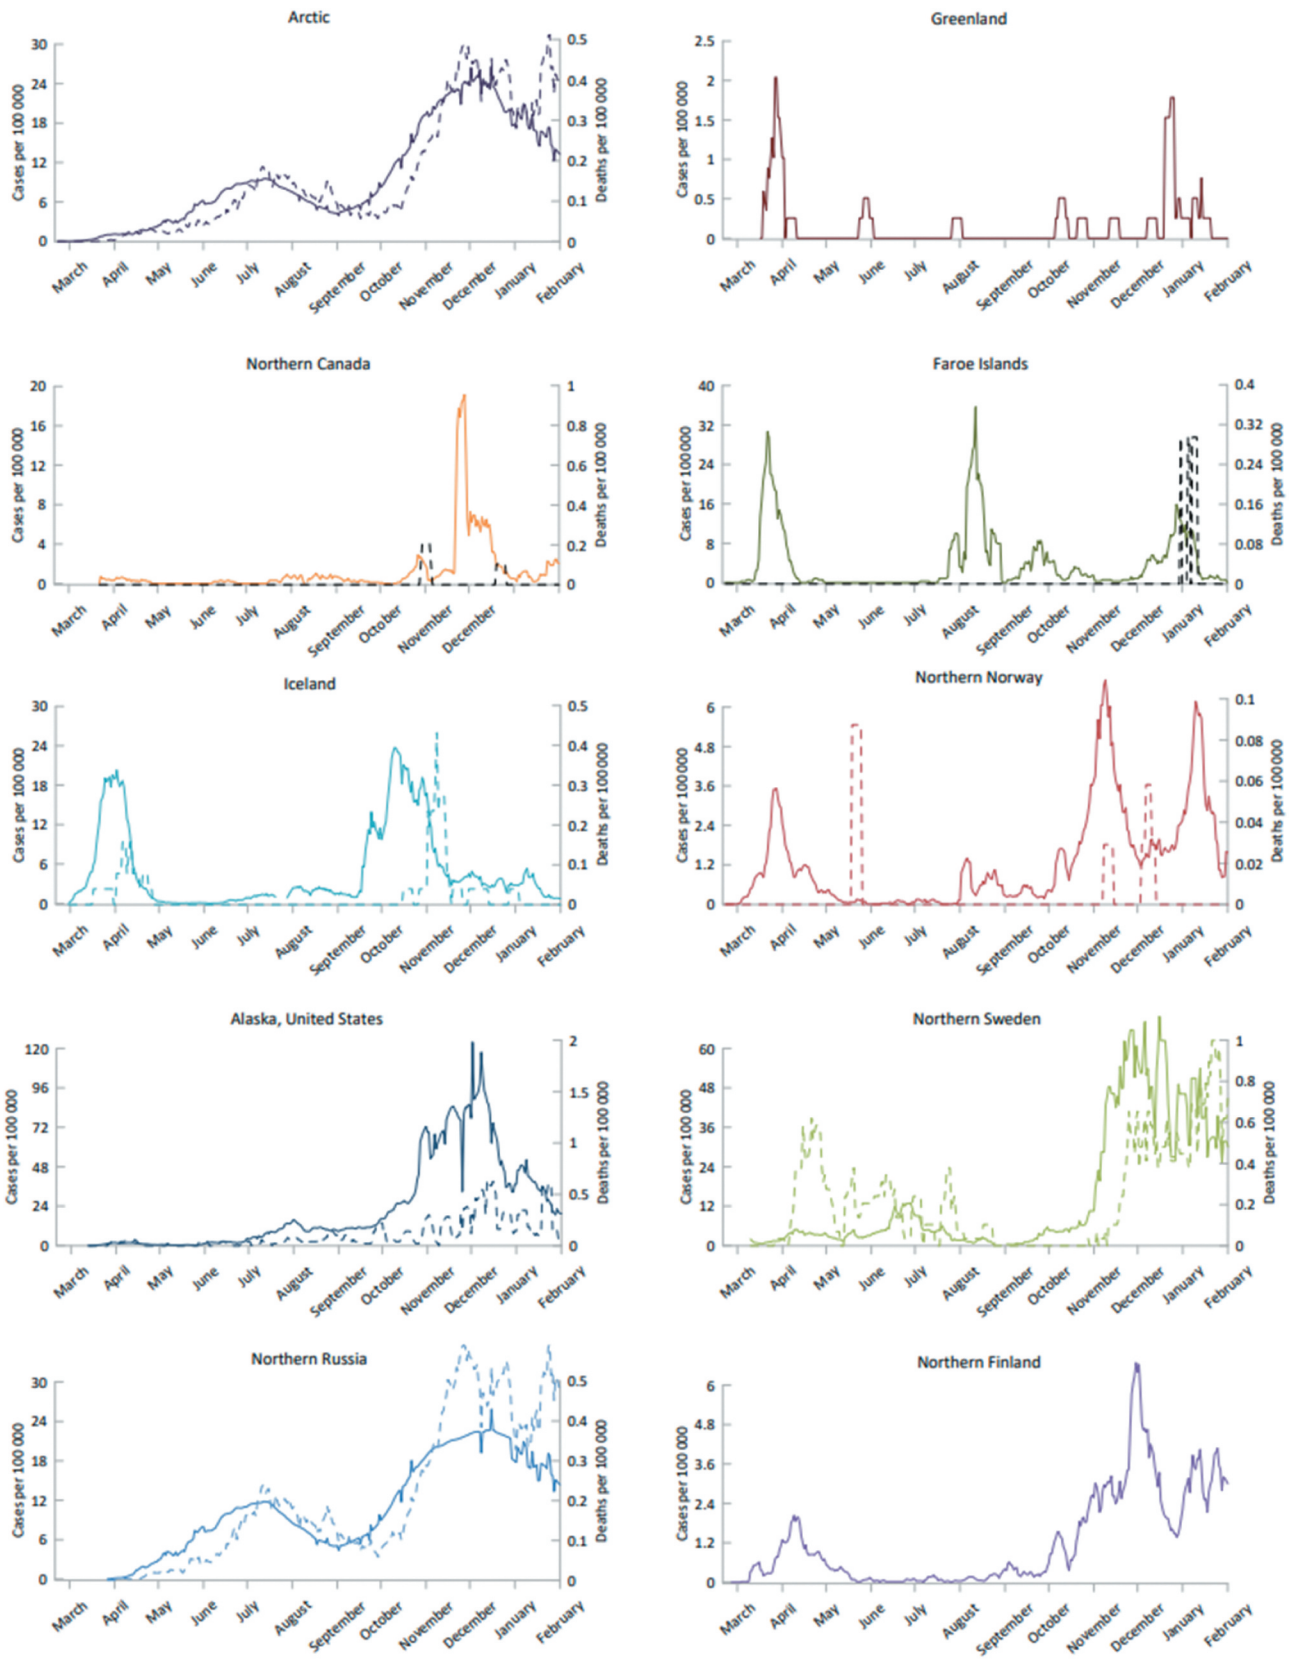 Arctic
30
24
18
12
6
0
Cases per 100 000
0.5
0.4
0.3
0.2
0.1
0
Deaths per 100 000
March April May June July August September October November December January February
Greenland
2.5
2
1.5
1
0.5
0
Cases per 100 000
March April May June July August September October November December January February
Northern Canada
20
16
12
8
4
0
Cases per 100 000
1
0.8
0.6
0.4
0.2
0
Deaths per 100 000
March April May June July August September October November December
Faroe Islands
40
32
24
16
8
0
Cases per 100 000
0.4
0.32
0.24
0.16
0.08
0
Deaths per 100 000
March April May June July August September October November December January February
Iceland
30
24
18
12
6
0
Cases per 100 000
0.5
0.4
0.3
0.2
0.1
0
Deaths per 100 000
March April May June July August September October November December January February
Northern Norway
6
4.8
3.6
2.4
1.2
0
Cases per 100 000
0.1
0.08
0.06
0.04
0.02
0
Deaths per 100 000
March April May June July August September October November December January February
Alaska, United States
120
96
72
48
24
0
Cases per 100 000
2
1.5
1
0.5
0
Deaths per 100 000
March April May June July August September October November December January February
Northern Sweden
60
48
36
24
12
0
Cases per 100 000
1
0.8
0.6
0.4
0.2
0
Deaths per 100 000
March April May June July August September October November December January February
Northern Russia
30
24
18
12
6
0
Cases per 100 000
0.5
0.4
0.3
0.2
0.1
0
Deaths per 100 000
March April May June July August September October November December January February
Northern Finland
6
4.8
3.6
2.4
1.2
0
Cases per 100 000
March April May June July August September October November December January February